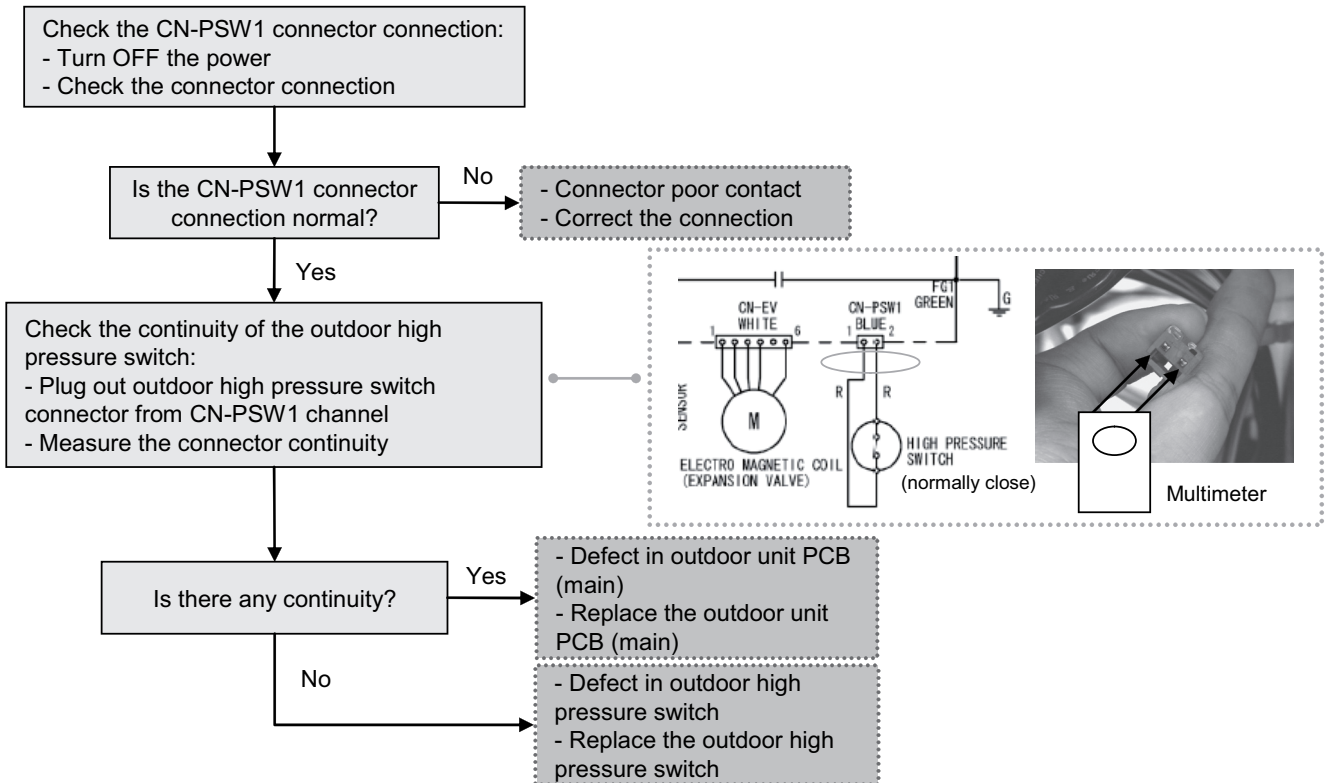 Check the CN-PSW1 connector connection:
- Turn OFF the power
- Check the connector connection
Is the CN-PSW1 connector
connection normal?
No
- Connector poor contact
- Correct the connection
Yes
Check the continuity of the outdoor high
pressure switch:
- Plug out outdoor high pressure switch
connector from CN-PSW1 channel
- Measure the connector continuity
FG1
GREEN
G
CN-EV
WHITE
1 6
CN-PSW1
BLUE
1 2
SENSOR
R R
M
HIGH PRESSURE
SWITCH
(normally close)
ELECTRO MAGNETIC COIL
(EXPANSION VALVE)
Multimeter
Is there any continuity?
Yes
- Defect in outdoor unit PCB
(main)
- Replace the outdoor unit
PCB (main)
No
- Defect in outdoor high
pressure switch
- Replace the outdoor high
pressure switch